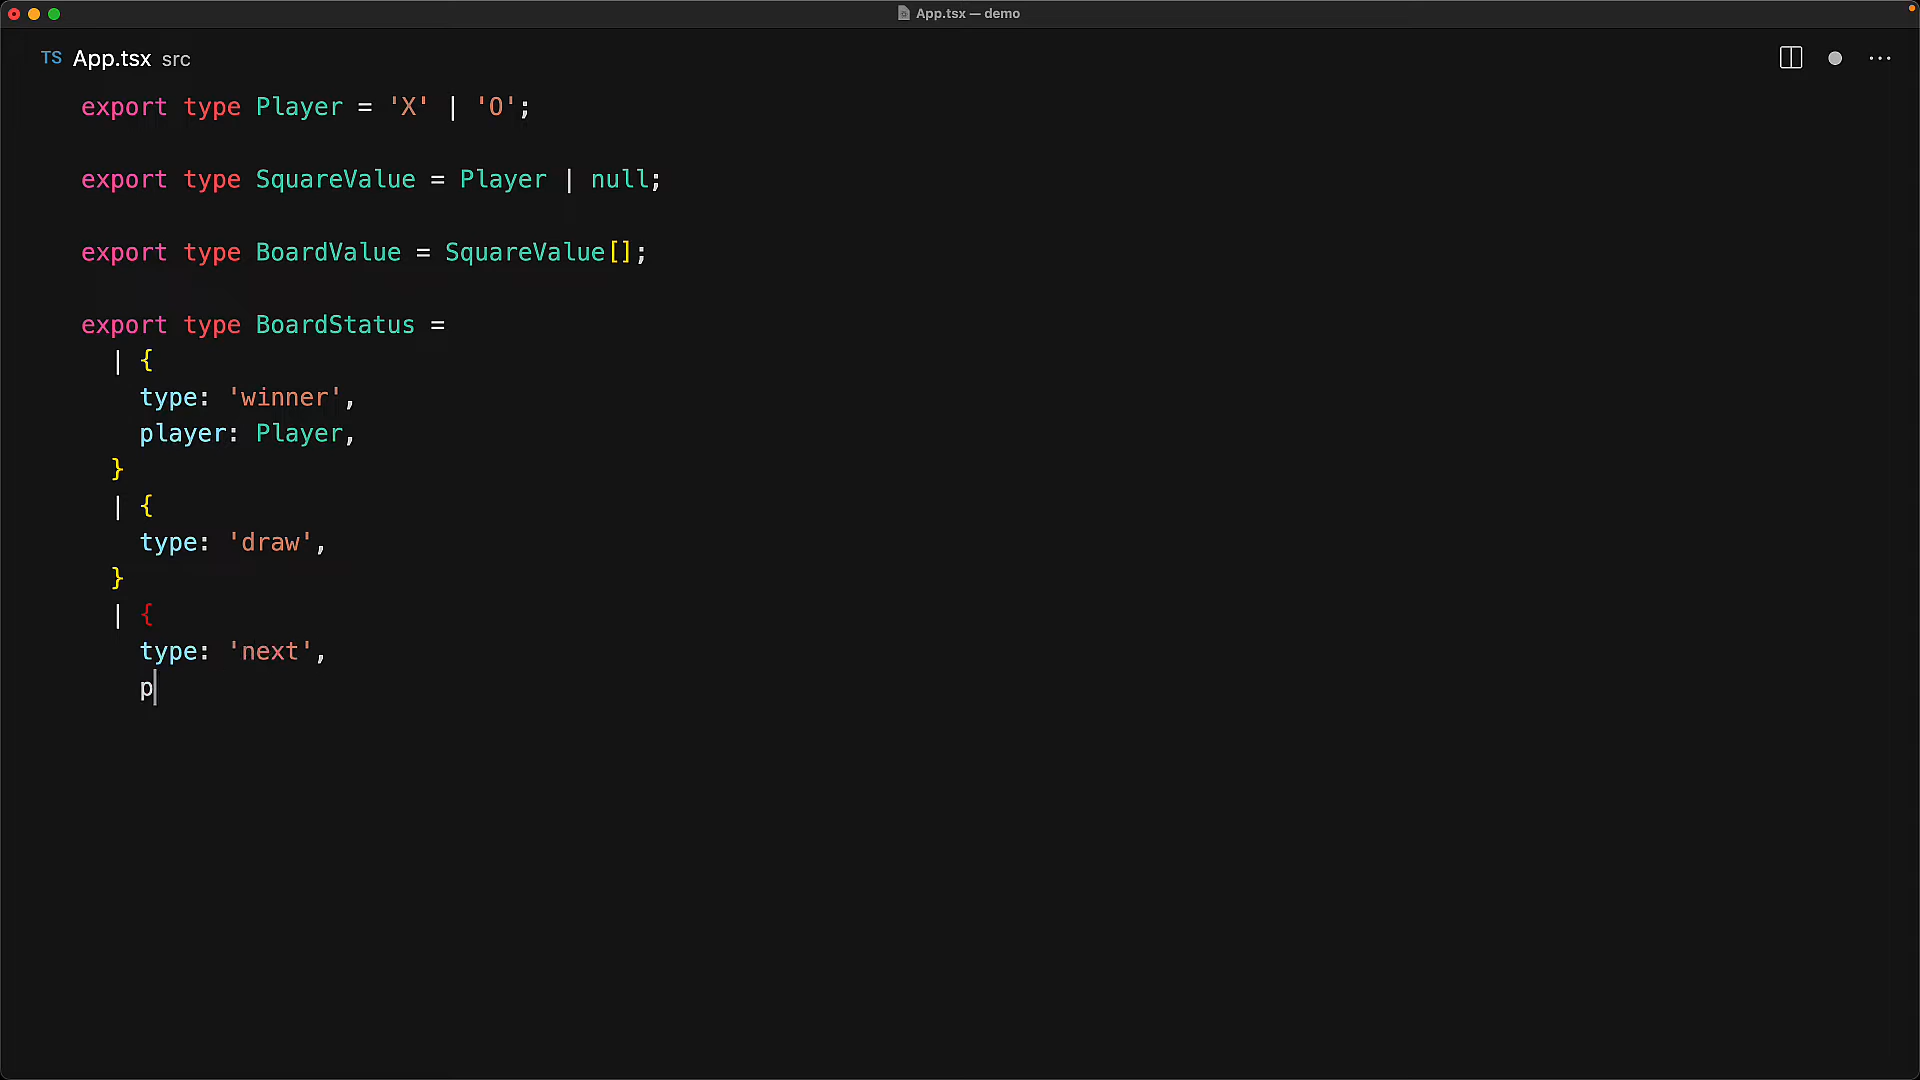 App.tsx — demo
TS App.tsx src
export type Player = 'X' | 'O';
export type SquareValue = Player | null;
export type BoardValue = SquareValue[];
export type BoardStatus =
| {
type: 'winner',
player: Player,
}
| {
type: 'draw',
}
| {
type: 'next',
p